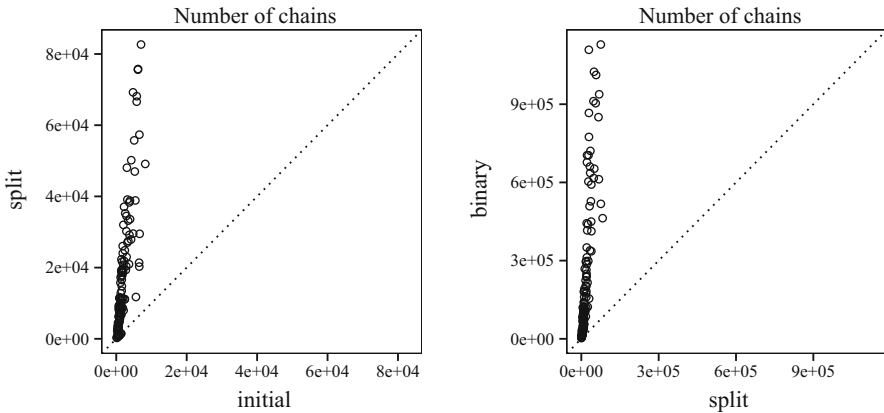 Number of chains
split
8e+04
6e+04
4e+04
2e+04
0e+00
0e+00 2e+04 4e+04 6e+04 8e+04
initial
Number of chains
binary
9e+05
6e+05
3e+05
0e+00
0e+00 3e+05 6e+05 9e+05
split